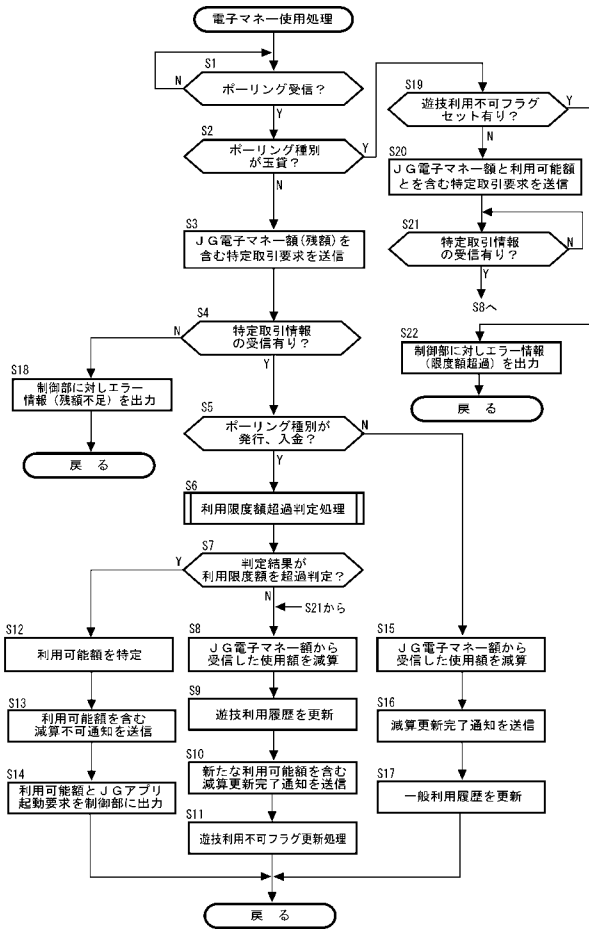 電子マネー使用処理
S1
ポーリング受信？
N
Y
S2
ポーリング種別
が玉貸？
Y
N
S3
ＪＧ電子マネー額(残額)を
含む特定取引要求を送信
S4
特定取引情報
の受信有り？
N
Y
S18
制御部に対しエラー
情報（残額不足）を出力
戻 る
S5
ポーリング種別が
発行、入金？
N
Y
S6
利用限度額超過判定処理
S7
判定結果が
利用限度額を超過判定？
Y
N
S21から
S12
利用可能額を特定
S13
利用可能額を含む
減算不可通知を送信
S14
利用可能額とＪＧアプリ
起動要求を制御部に出力
S8
ＪＧ電子マネー額から
受信した使用額を減算
S9
遊技利用履歴を更新
S10
新たな利用可能額を含む
減算更新完了通知を送信
S11
遊技利用不可フラグ更新処理
S15
ＪＧ電子マネー額から
受信した使用額を減算
S16
減算更新完了通知を送信
S17
一般利用履歴を更新
戻 る
S19
遊技利用不可フラグ
セット有り？
Y
N
S20
ＪＧ電子マネー額と利用可能額
とを含む特定取引要求を送信
S21
特定取引情報
の受信有り？
N
Y
S8へ
S22
制御部に対しエラー情報
（限度額超過）を出力
戻 る